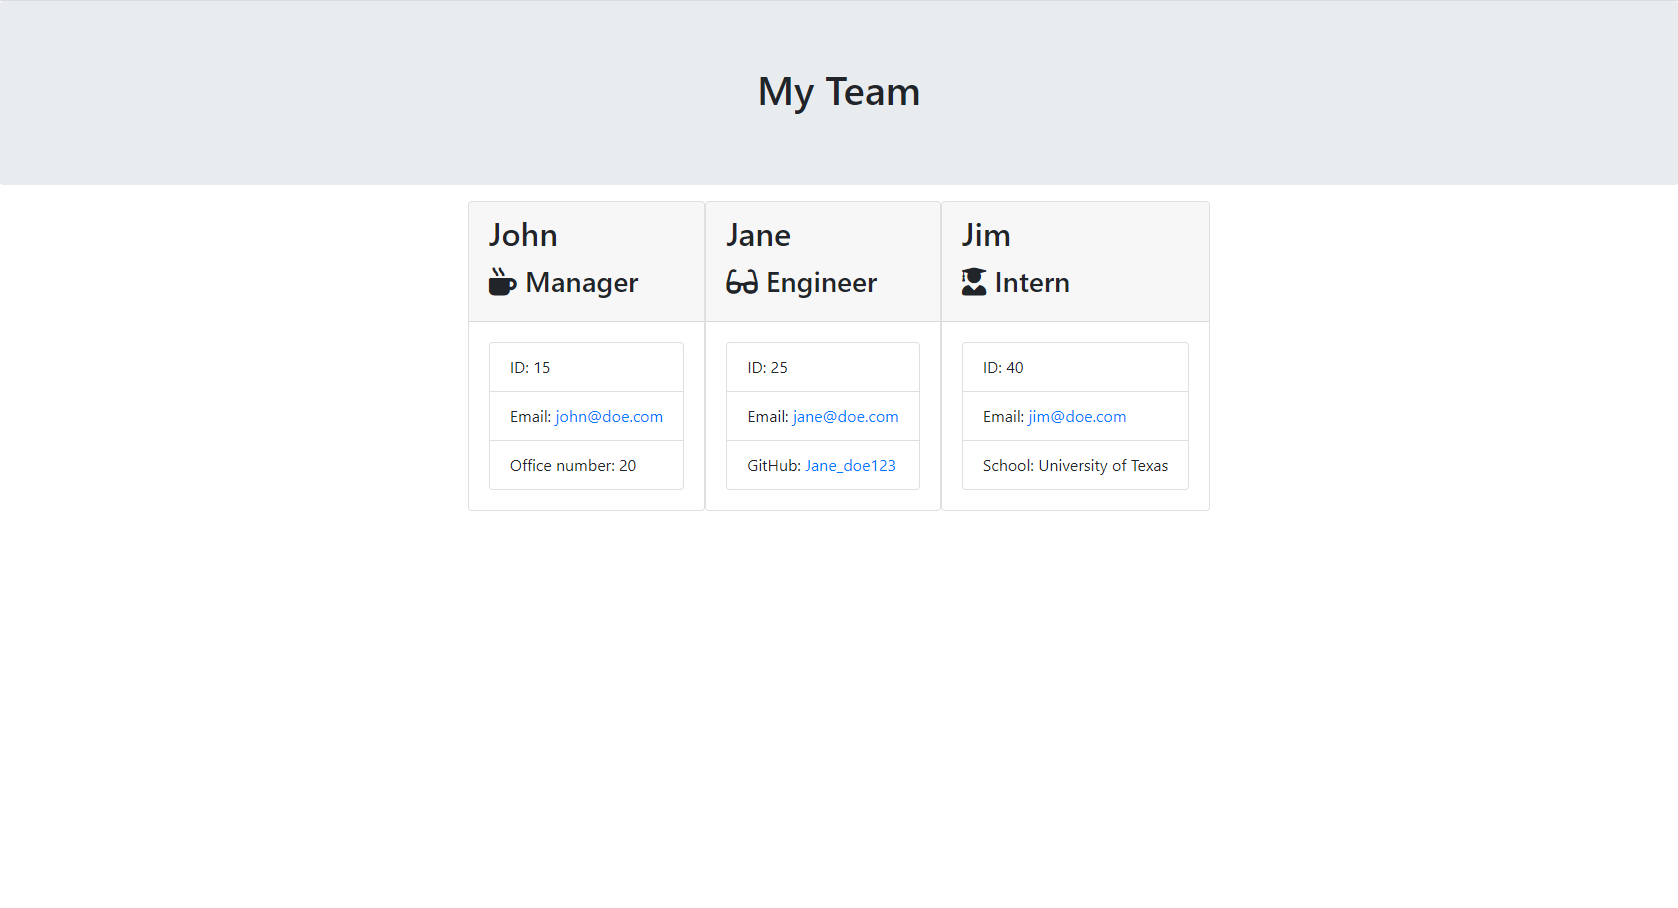 My Team
John
Manager
ID: 15
Email: john@doe.com
Office number: 20
Jane
Engineer
ID: 25
Email: jane@doe.com
GitHub: Jane_doe123
Jim
Intern
ID: 40
Email: jim@doe.com
School: University of Texas